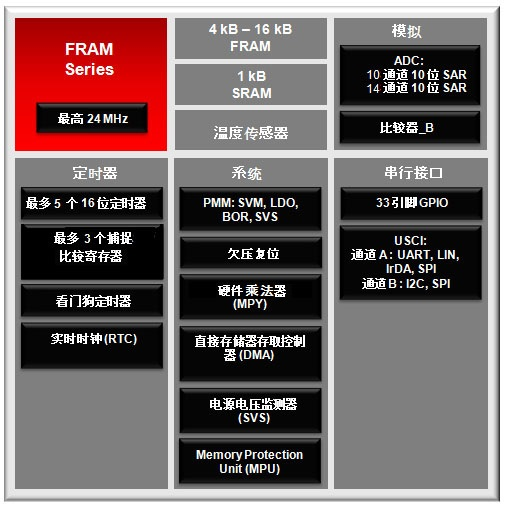 FRAM
Series
最高 24 MHz
4 kB – 16 kB
FRAM
1 kB
SRAM
温度传感器
模拟
ADC:
10 通道 10 位 SAR
14 通道 10 位 SAR
比较器_B
定时器
最多 5 个 16 位定时器
最多 3 个捕捉
比较寄存器
看门狗定时器
实时时钟 (RTC)
系统
PMM: SVM, LDO,
BOR, SVS
欠压复位
硬件乘法器
(MPY)
直接存储器存取控制
器 (DMA)
电源电压监测器
(SVS)
Memory Protection
Unit (MPU)
串行接口
33 引脚 GPIO
USCI:
通道 A : UART, LIN,
IrDA, SPI
通道 B : I2C, SPI